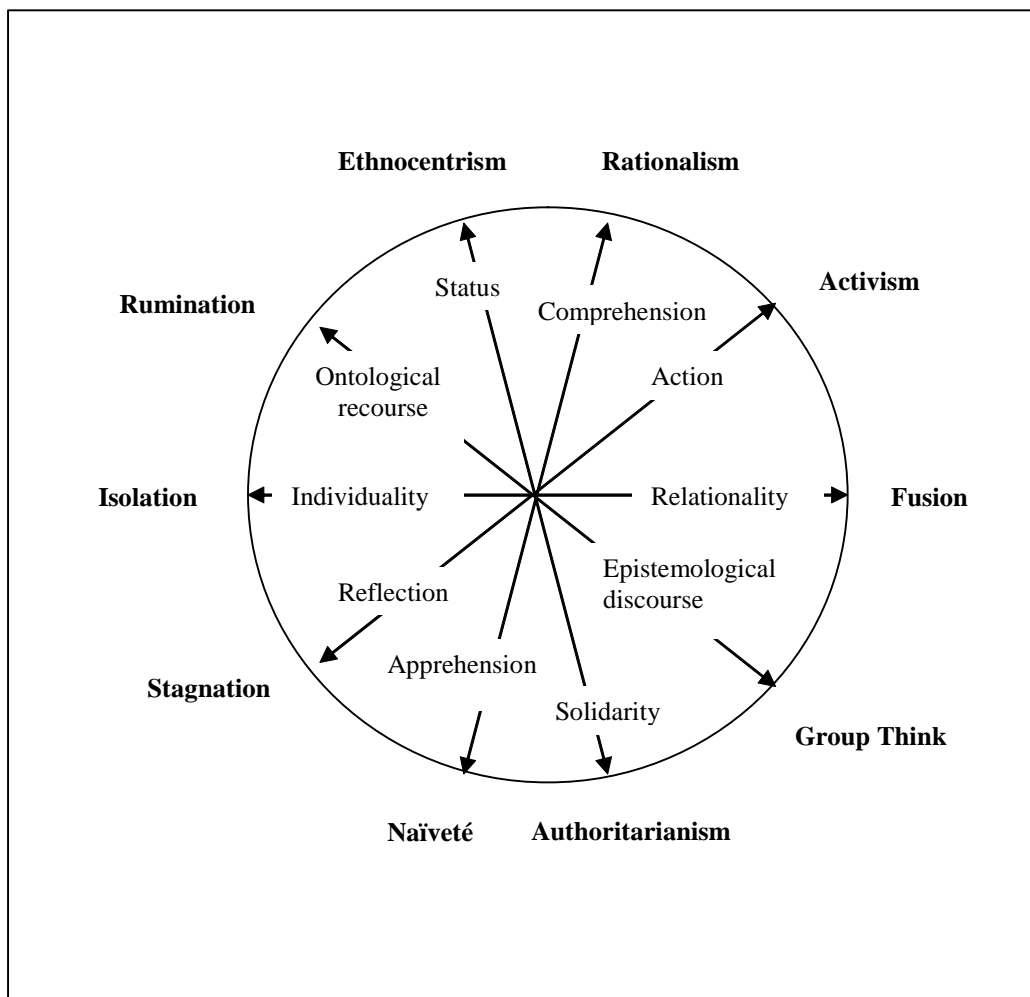 Ethnocentrism
Rationalism
Rumination
Activism
Status
Comprehension
Ontological
recourse
Action
Isolation
Individuality
Relationality
Fusion
Epistemological
discourse
Reflection
Stagnation
Apprehension
Solidarity
Group Think
Naïveté
Authoritarianism